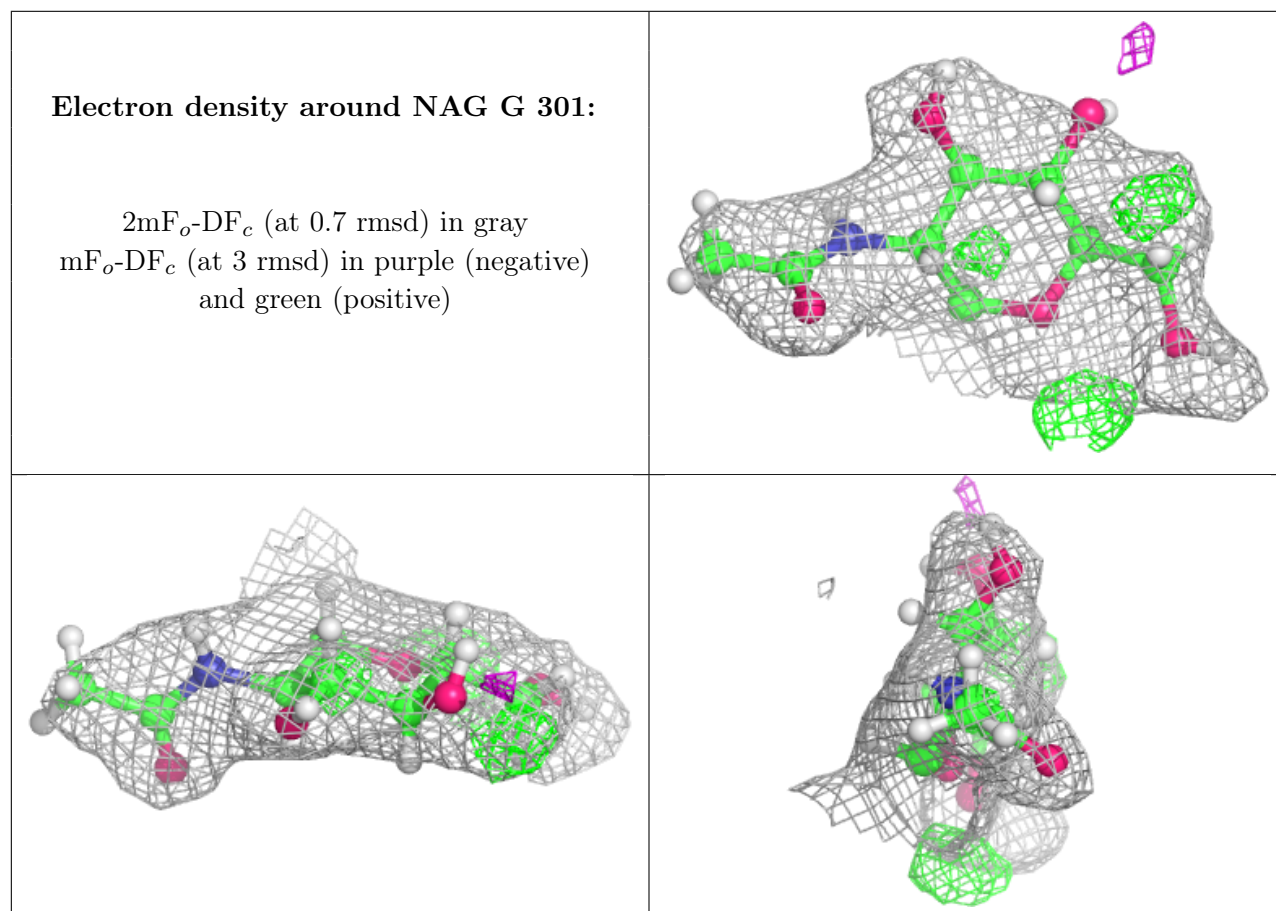 Electron density around NAG G 301:
2mFo-DFc (at 0.7 rmsd) in gray
mFo-DFc (at 3 rmsd) in purple (negative)
and green (positive)